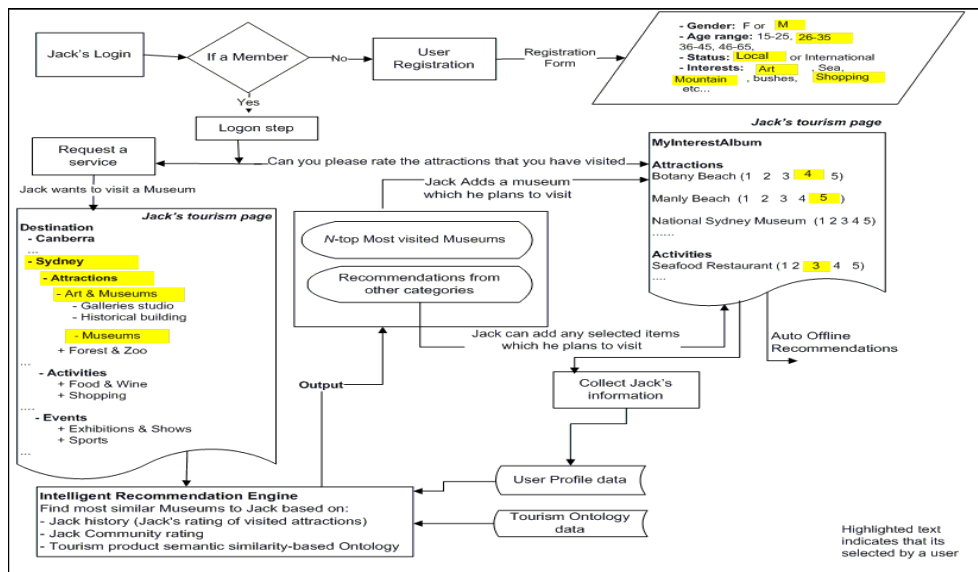 Jack's Login
If a Member
No
User
Registration
Registration
Form
- Gender: F or M
- Age range: 15-25, 26-35
36-45, 46-65,
- Status: Local or International
- Interests: Art , Sea,
Mountain , bushes, Shopping
etc...
Yes
Logon step
Request a
service
Can you please rate the attractions that you have visited
Jack wants to visit a Museum
Jack's tourism page
Destination
- Canberra
...
- Sydney
- Attractions
- Art & Museums
- Galleries studio
- Historical building
- Museums
+ Forest & Zoo
...
- Activities
+ Food & Wine
+ Shopping
....
- Events
+ Exhibitions & Shows
+ Sports
...
Jack Adds a museum
which he plans to visit
N-top Most visited Museums
Recommendations from
other categories
Jack can add any selected items
which he plans to visit
Output
Jack's tourism page
MyInterestAlbum
Attractions
Botany Beach (1 2 3 4 5)
Manly Beach (1 2 3 4 5)
National Sydney Museum (1 2 3 4 5)
......
Activities
Seafood Restaurant (1 2 3 4 5)
....
Auto Offline
Recommendations
Collect Jack's
information
User Profile data
Tourism Ontology
data
Intelligent Recommendation Engine
Find most similar Museums to Jack based on:
- Jack history (Jack's rating of visited attractions)
- Jack Community rating
- Tourism product semantic similarity-based Ontology
Highlighted text
indicates that its
selected by a user